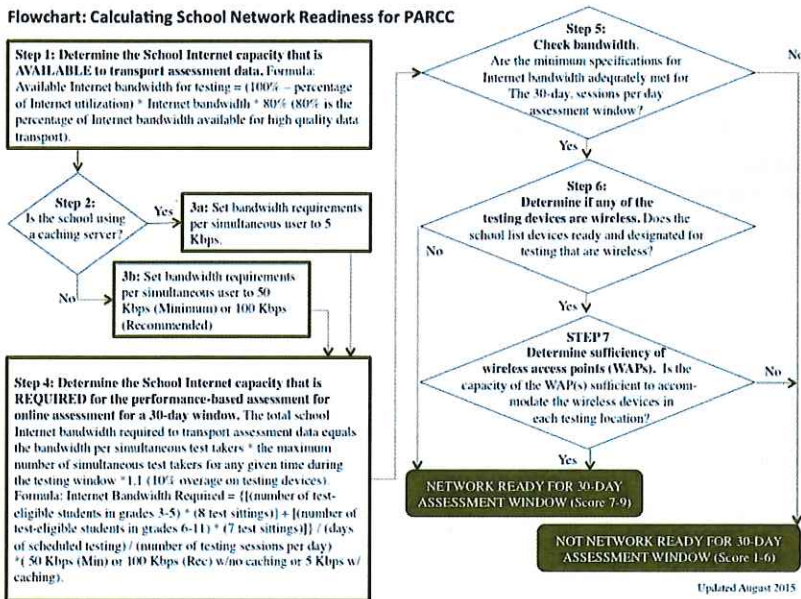 Flowchart: Calculating School Network Readiness for PARCC
Step 1: Determine the School Internet capacity that is
AVAILABLE to transport assessment data. Formula:
Available Internet bandwidth for testing = (100% – percentage
of Internet utilization) * Internet bandwidth * 80% (80% is the
percentage of Internet bandwidth available for high quality data
transport).
Step 2:
Is the school using
a caching server?
Yes
3a: Set bandwidth requirements
per simultaneous user to 5
Kbps.
No
3b: Set bandwidth requirements
per simultaneous user to 50
Kbps (Minimum) or 100 Kbps
(Recommended)
Step 4: Determine the School Internet capacity that is
REQUIRED for the performance-based assessment for
online assessment for a 30-day window. The total school
Internet bandwidth required to transport assessment data equals
the bandwidth per simultaneous test takers * the maximum
number of simultaneous test takers for any given time during
the testing window *1.1 (10% overage on testing devices).
Formula: Internet Bandwidth Required = {[(number of test-
eligible students in grades 3-5) * (8 test sittings)] + [(number
of test-eligible students in grades 6-11) * (7 test sittings)]} / (days
of scheduled testing) / (number of testing sessions per day)
*( 50 Kbps (Min) or 100 Kbps (Rec) w/no caching or 5 Kbps w/
caching).
Step 5:
Check bandwidth.
Are the minimum specifications for
Internet bandwidth adequately met for
The 30-day, sessions per day
assessment window?
No
Yes
Step 6:
Determine if any of the
testing devices are wireless. Does the
school list devices ready and designated for
testing that are wireless?
No
Yes
STEP 7
Determine sufficiency of
wireless access points (WAPs). Is the
capacity of the WAP(s) sufficient to accom-
modate the wireless devices in
each testing location?
No
Yes
NETWORK READY FOR 30-DAY
ASSESSMENT WINDOW (Score 7-9)
NOT NETWORK READY FOR 30-DAY
ASSESSMENT WINDOW (Score 1-6)
Updated August 2015